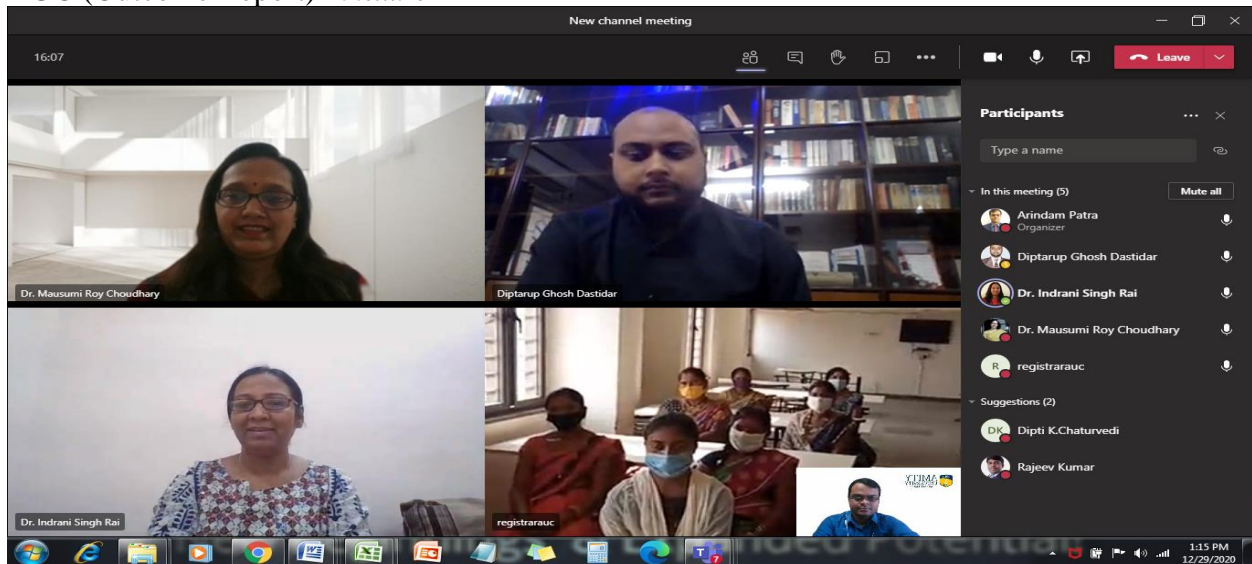 New channel meeting
16:07
Leave
Dr. Mausumi Roy Choudhary
Diptarup Ghosh Dastidar
Dr. Indrani Singh Rai
registrarauc
Participants
Type a name
In this meeting (5)
Mute all
Arindam Patra
Organizer
Diptarup Ghosh Dastidar
Dr. Indrani Singh Rai
Dr. Mausumi Roy Choudhary
R registrarauc
Suggestions (2)
DK Dipti K.Chaturvedi
Rajeev Kumar
1:15 PM
12/29/2020